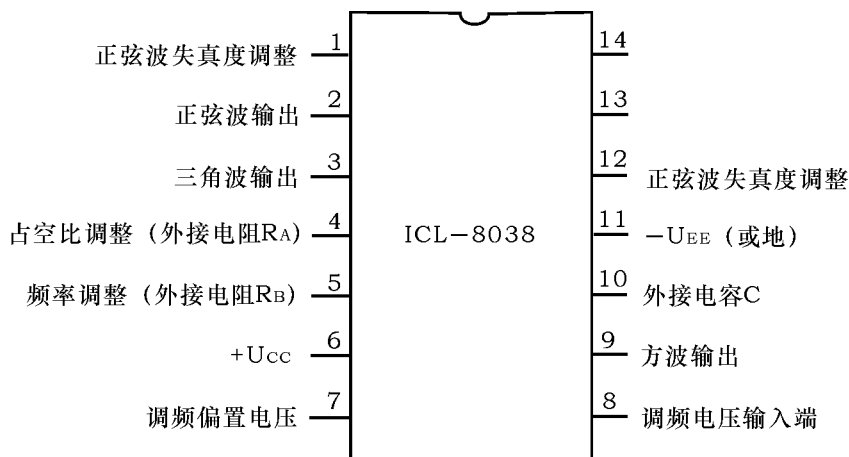 正弦波失真度调整 1
正弦波输出 2
三角波输出 3
占空比调整（外接电阻RA） 4
频率调整（外接电阻RB） 5
+Ucc 6
调频偏置电压 7
ICL-8038
14
13
12 正弦波失真度调整
11 -UEE（或地）
10 外接电容C
9 方波输出
8 调频电压输入端